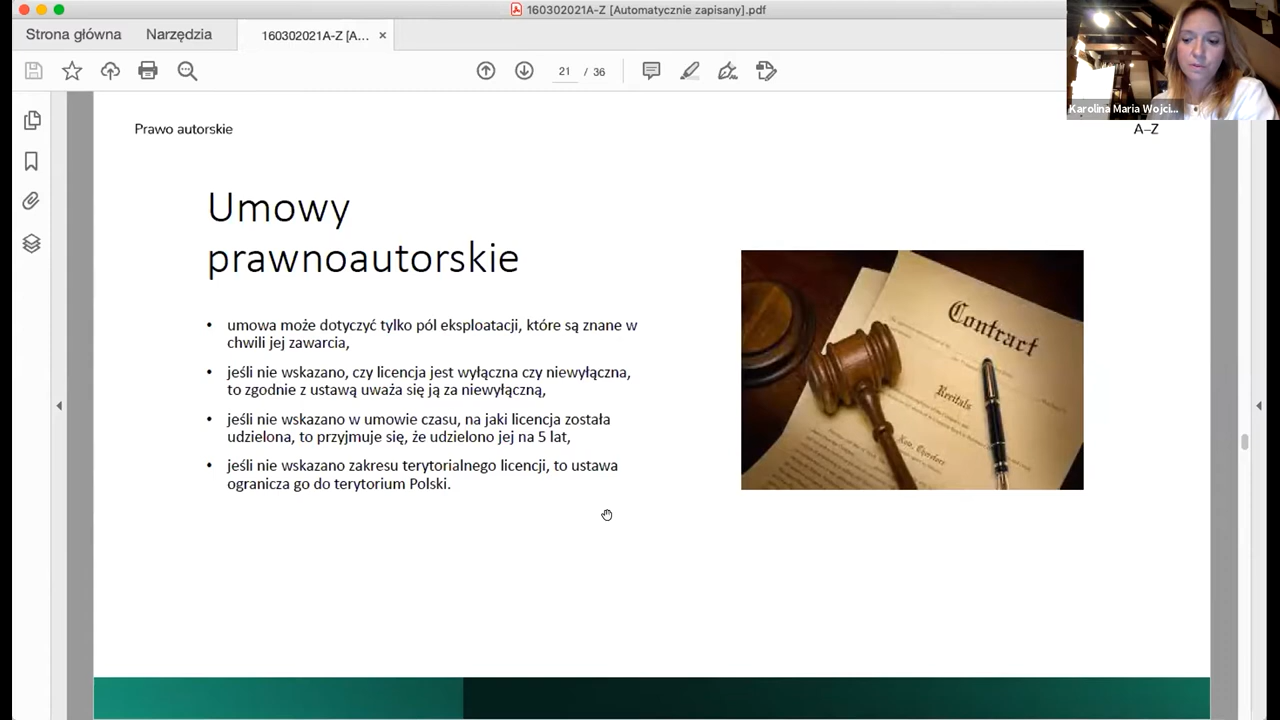 160302021A-Z [Automatycznie zapisany].pdf
Strona główna
Narzędzia
160302021A-Z [A...
×
21 / 36
Karolina Maria Wojci...
Prawo autorskie
A–Z
Umowy
prawnoautorskie
• umowa może dotyczyć tylko pól eksploatacji, które są znane w
chwili jej zawarcia,
• jeśli nie wskazano, czy licencja jest wyłączna czy niewyłączna,
to zgodnie z ustawą uważa się ją za niewyłączną,
• jeśli nie wskazano w umowie czasu, na jaki licencja została
udzielona, to przyjmuje się, że udzielono jej na 5 lat,
• jeśli nie wskazano zakresu terytorialnego licencji, to ustawa
ogranicza go do terytorium Polski.
Contract
Recitals
Now, Therefore